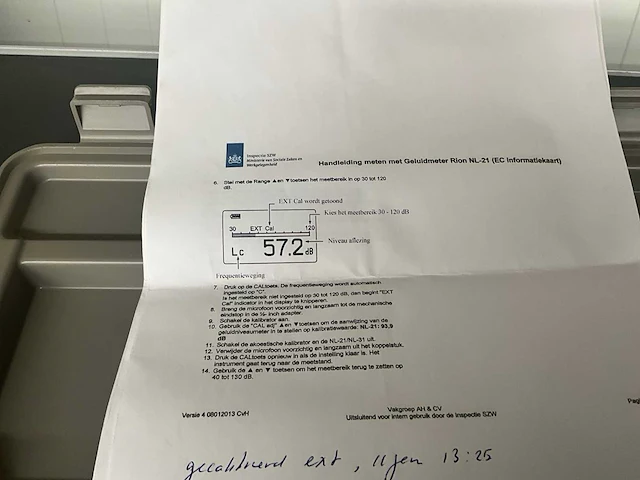 Inspectie SZW
Ministerie van Sociale Zaken en
Werkgelegenheid
Handleiding meten met Geluidmeter Rion NL-21 (EC Informatiekaart)
6. Stel met de Range ▲en ▼toetsen het meetbereik in op 30 tot 120
dB.
EXT Cal wordt getoond
Kies het meetbereik 30 - 120 dB
30 EXT Cal 120
Niveau aflezing
Lc 57.2 dB
Frequentieweging
7. Druk op de CALtoets. De frequentieweging wordt automatisch
ingesteld op "C"
Is het meetbereik niet ingesteld op 30 tot 120 dB, dan begint "EXT
Cal" indicator in het display te knipperen.
8. Breng de microfoon voorzichtig en langzaam tot de mechanische
eindstop in de ½- inch adapter.
9. Schakel de kalibrator aan.
10. Gebruik de "CAL adj" ▲en ▼toetsen om de aanwijzing van de
geluidniveaumeter in te stellen op kalibratiewaarde: NL-21: 93,9
dB
11. Schakel de akoestische kalibrator en de NL-21/NL-31 uit.
12. Verwijder de microfoon voorzichtig en langzaam uit het koppelstuk.
13. Druk de CALtoets opnieuw in als de instelling klaar is. Het
instrument gaat terug naar de meetstand.
14. Gebruik de ▲ en ▼ toetsen om het meetbereik terug te zetten op
40 tot 130 dB.
Versie 4 08012013 CvH
Vakgroep AH & CV
Uitsluitend voor intern gebruik door de Inspectie SZW
Pag
gecalibreerd ext, 11 jan 13:25